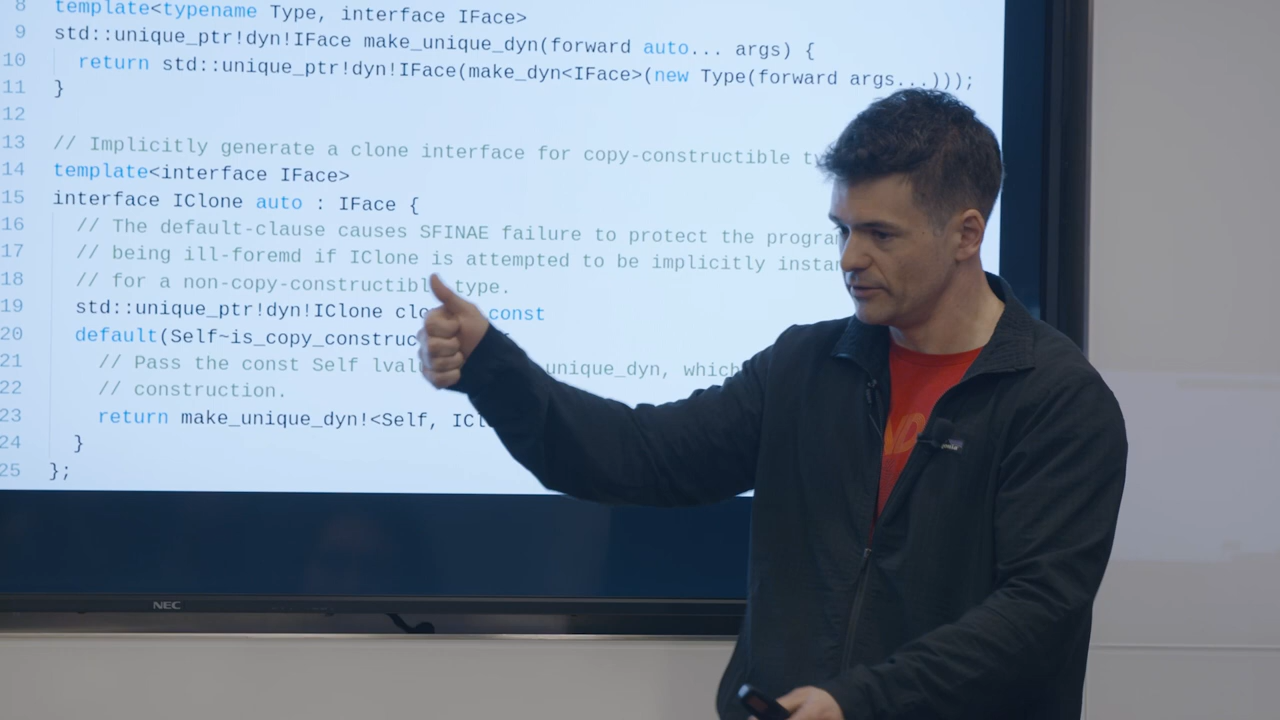 8 template<typename Type, interface IFace>
9 std::unique_ptr!dyn!IFace make_unique_dyn(forward auto... args) {
10 return std::unique_ptr!dyn!IFace(make_dyn<IFace>(new Type(forward args...)));
11 }
12
13 // Implicitly generate a clone interface for copy-constructible
14 template<interface IFace>
15 interface IClone auto : IFace {
16 // The default-clause causes SFINAE failure to protect the
17 // being ill-foremd if IClone is attempted to be implicitly
18 // for a non-copy-constructible type.
19 std::unique_ptr!dyn!IClone const
20 default(Self~is_copy_construc
21 // Pass the const Self unique_dyn, which
22 // construction.
23 return make_unique_dyn!<Self,
24 }
25 };
NEC